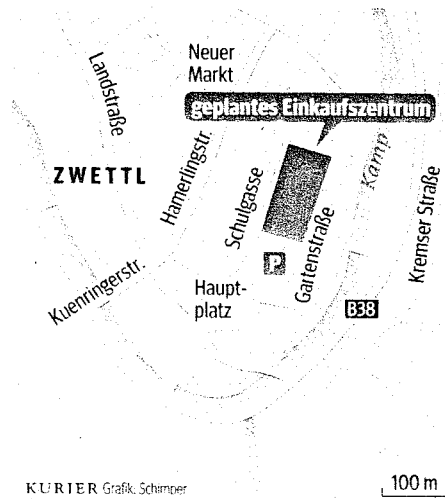 Neuer
Markt
Landstraße
geplantes Einkaufszentrum
ZWETTL
Hamerlingstr.
Schulgasse
Kamp
Kremser Straße
Gartenstraße
P
Kuenringerstr.
Haupt-
platz
B38
KURIER Grafik: Schimper
100 m